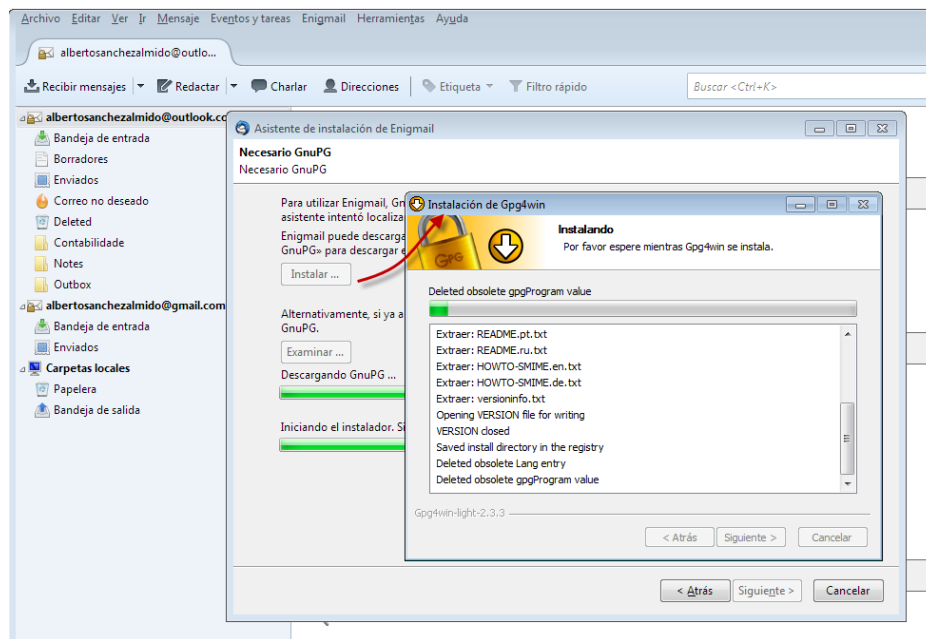 Archivo Editar Ver Ir Mensaje Eventos y tareas Enigmail Herramientas Ayuda
albertosanchezalmido@outlo...
Recibir mensajes Redactar Charlar Direcciones Etiqueta Filtro rápido Buscar <Ctrl+K>
albertosanchezalmido@outlook.co
Bandeja de entrada
Borradores
Enviados
Correo no deseado
Deleted
Contabilidade
Notes
Outbox
albertosanchezalmido@gmail.com
Bandeja de entrada
Enviados
Carpetas locales
Papelera
Bandeja de salida
Asistente de instalación de Enigmail
Necesario GnuPG
Necesario GnuPG
Para utilizar Enigmail, Gn
asistente intentó localiza
Enigmail puede descarga
GnuPG» para descargar e
Instalar ...
Alternativamente, si ya a
GnuPG.
Examinar ...
Descargando GnuPG ...
Iniciando el instalador. Si
Instalación de Gpg4win
GPG
Instalando
Por favor espere mientras Gpg4win se instala.
Deleted obsolete gpgProgram value
Extraer: README.pt.txt
Extraer: README.ru.txt
Extraer: HOWTO-SMIME.en.txt
Extraer: HOWTO-SMIME.de.txt
Extraer: versioninfo.txt
Opening VERSION file for writing
VERSION closed
Saved install directory in the registry
Deleted obsolete Lang entry
Deleted obsolete gpgProgram value
Gpg4win-light-2.3.3
< Atrás Siguiente > Cancelar
< Atrás Siguiente > Cancelar